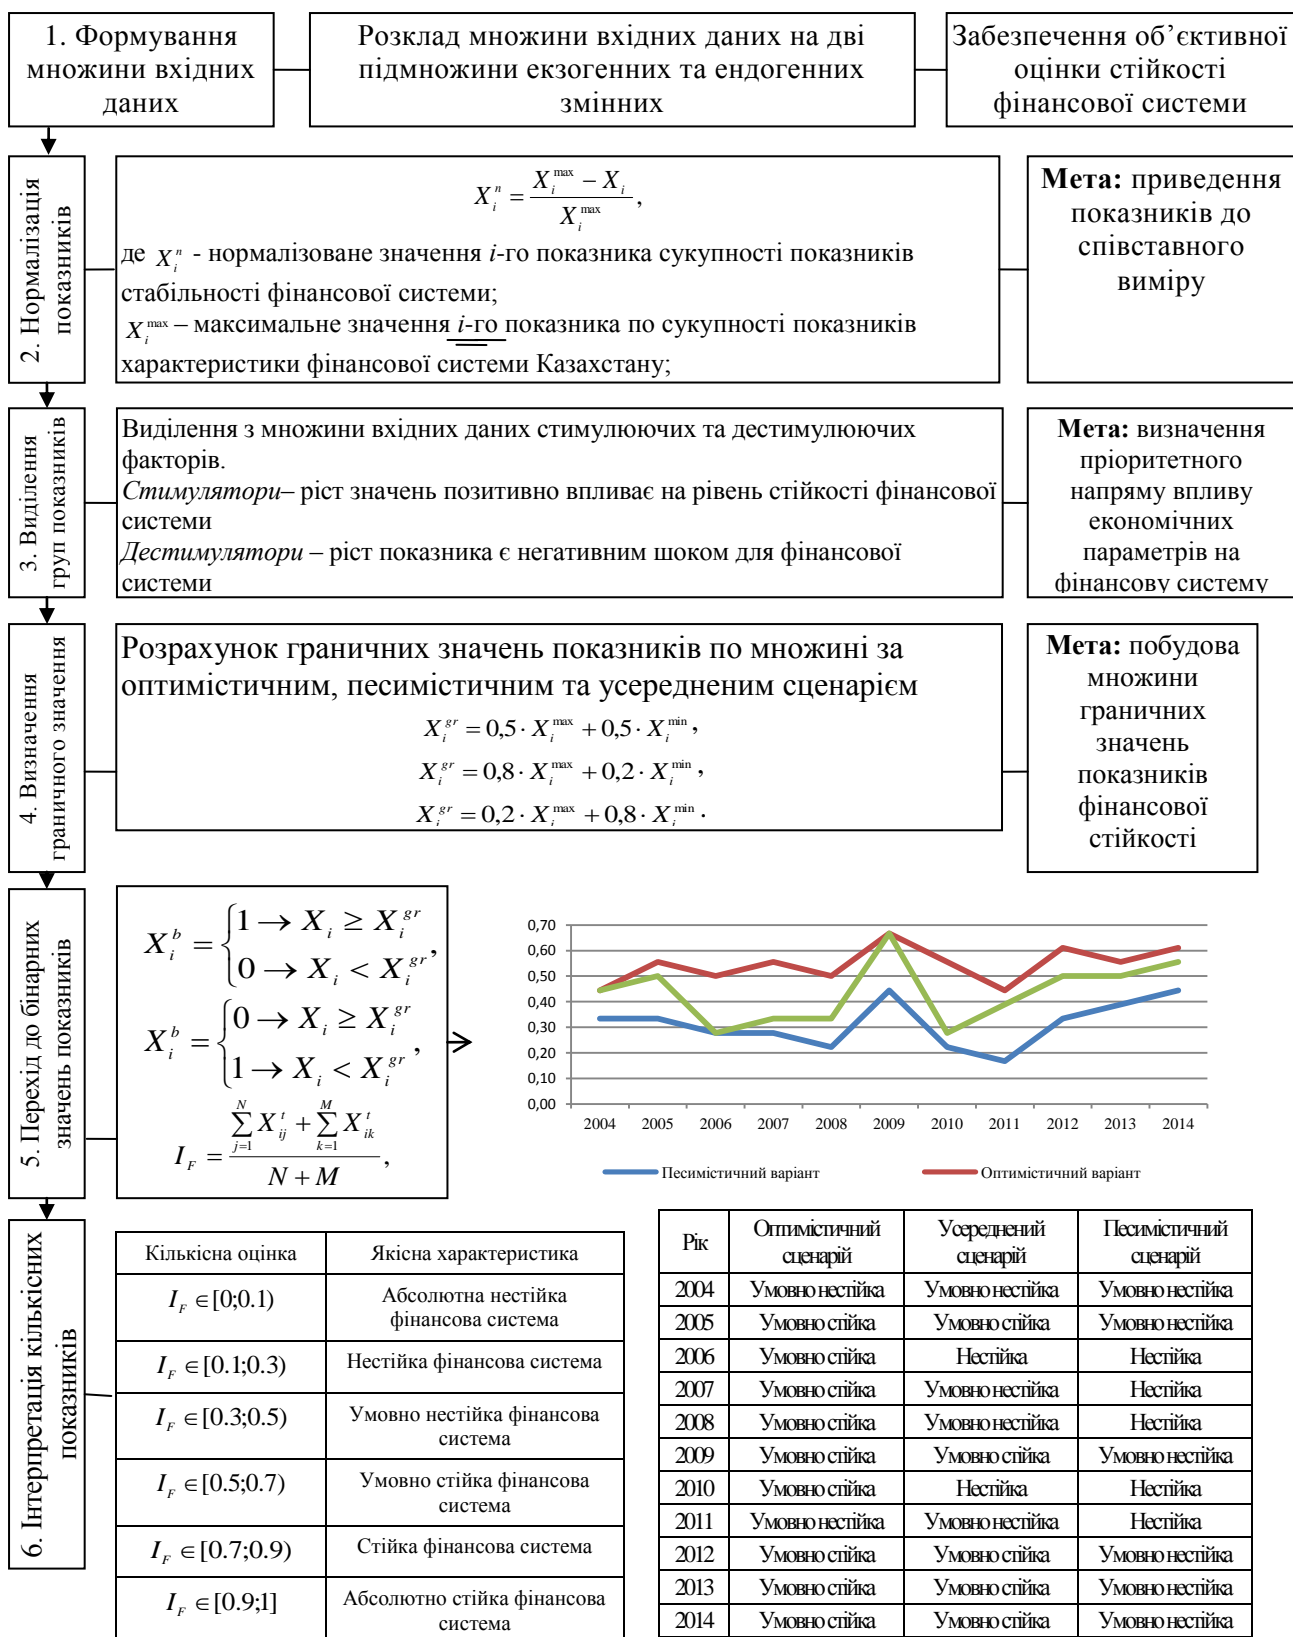 1. Формування
множини вхідних
даних
Розклад множини вхідних даних на дві
підмножини екзогенних та ендогенних
змінних
Забезпечення об’єктивної
оцінки стійкості
фінансової системи
2. Нормалізація
показників
X_i^n = (X_i^max − X_i) / X_i^max,
де X_i^n - нормалізоване значення i-го показника сукупності показників
стабільності фінансової системи;
X_i^max – максимальне значення i-го показника по сукупності показників
характеристики фінансової системи Казахстану;
Мета: приведення
показників до
співставного
виміру
3. Виділення
груп показників
Виділення з множини вхідних даних стимулюючих та дестимулюючих
факторів.
Стимулятори– ріст значень позитивно впливає на рівень стійкості фінансової
системи
Дестимулятори – ріст показника є негативним шоком для фінансової
системи
Мета: визначення
пріоритетного
напряму впливу
економічних
параметрів на
фінансову систему
4. Визначення
граничного значення
Розрахунок граничних значень показників по множині за
оптимістичним, песимістичним та усередненим сценарієм
X_i^gr = 0,5 · X_i^max + 0,5 · X_i^min ,
X_i^gr = 0,8 · X_i^max + 0,2 · X_i^min ,
X_i^gr = 0,2 · X_i^max + 0,8 · X_i^min .
Мета: побудова
множини
граничних
значень
показників
фінансової
стійкості
5. Перехід до бінарних
значень показників
X_i^b = {1 → X_i ≥ X_i^gr
0 → X_i < X_i^gr,
X_i^b = {0 → X_i ≥ X_i^gr
1 → X_i < X_i^gr,
I_F = (∑_{j=1}^N X_ij^t + ∑_{k=1}^M X_ik^t) / (N + M),
0,70
0,60
0,50
0,40
0,30
0,20
0,10
0,00
2004 2005 2006 2007 2008 2009 2010 2011 2012 2013 2014
Песимістичний варіант Оптимістичний варіант
6. Інтерпретація кількісних
показників
Кількісна оцінка Якісна характеристика
I_F ∈ [0;0.1) Абсолютна нестійка
фінансова система
I_F ∈ [0.1;0.3) Нестійка фінансова система
I_F ∈ [0.3;0.5) Умовно нестійка фінансова
система
I_F ∈ [0.5;0.7) Умовно стійка фінансова
система
I_F ∈ [0.7;0.9) Стійка фінансова система
I_F ∈ [0.9;1] Абсолютно стійка фінансова
система
Рік Оптимістичний сценарій Усереднений сценарій Песимістичний сценарій
2004 Умовно нестійка Умовно нестійка Умовно нестійка
2005 Умовно стійка Умовно стійка Умовно нестійка
2006 Умовно стійка Нестійка Нестійка
2007 Умовно стійка Умовно нестійка Нестійка
2008 Умовно стійка Умовно нестійка Нестійка
2009 Умовно стійка Умовно стійка Умовно нестійка
2010 Умовно стійка Нестійка Нестійка
2011 Умовно нестійка Умовно нестійка Нестійка
2012 Умовно стійка Умовно стійка Умовно нестійка
2013 Умовно стійка Умовно стійка Умовно нестійка
2014 Умовно стійка Умовно стійка Умовно нестійка